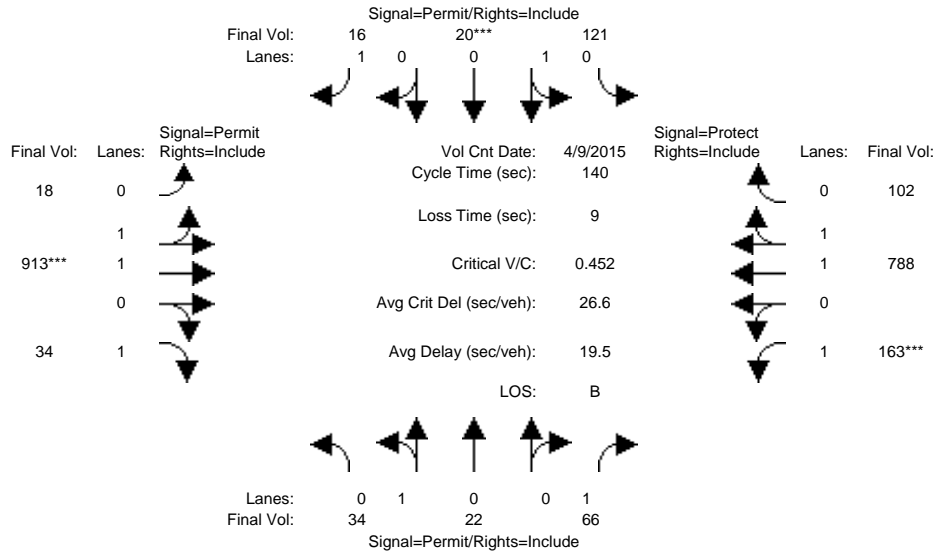 Signal=Permit/Rights=Include
Final Vol: 16 20*** 121
Lanes: 1 0 0 1 0
Signal=Permit
Final Vol: Lanes: Rights=Include
Vol Cnt Date: 4/9/2015
Signal=Protect
Rights=Include Lanes: Final Vol:
Cycle Time (sec): 140
18 0
0 102
Loss Time (sec): 9
1
1
913*** 1
Critical V/C: 0.452
1 788
0
Avg Crit Del (sec/veh): 26.6
0
34 1
Avg Delay (sec/veh): 19.5
1 163***
LOS: B
Lanes: 0 1 0 0 1
Final Vol: 34 22 66
Signal=Permit/Rights=Include